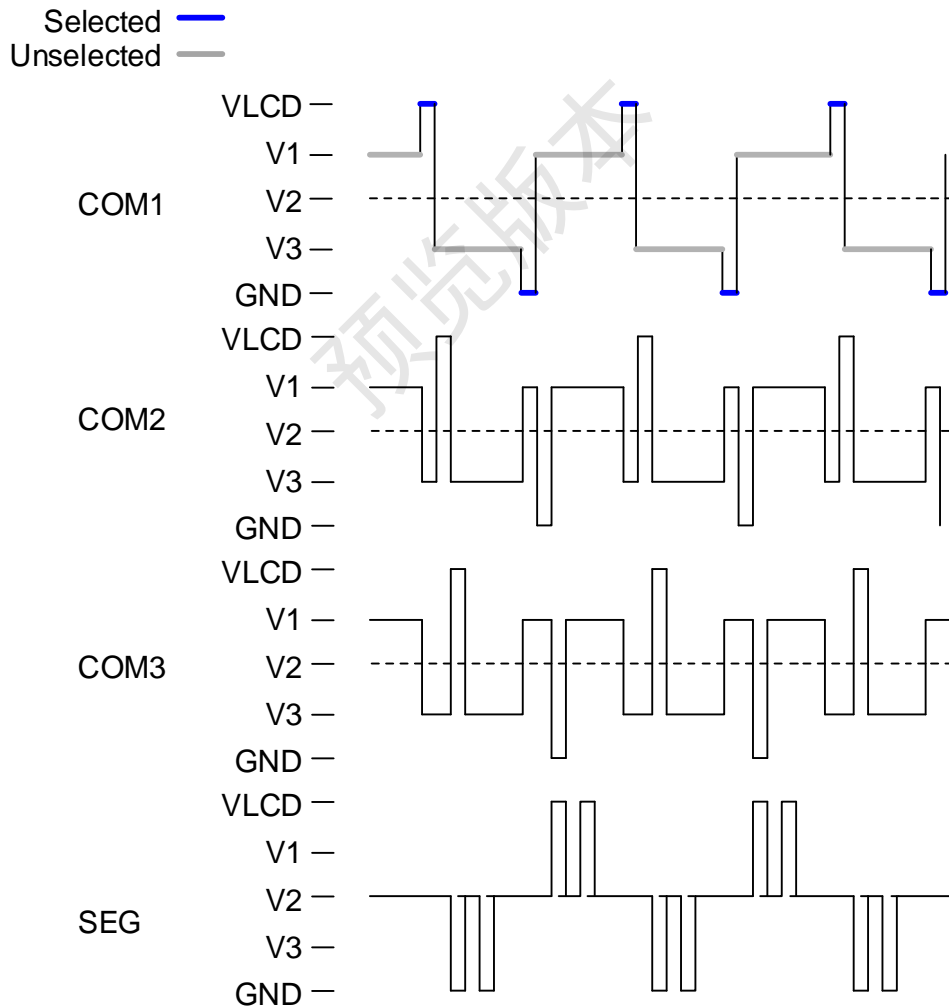 Selected
Unselected
VLCD
V1
COM1
V2
V3
GND
VLCD
V1
COM2
V2
V3
GND
VLCD
V1
COM3
V2
V3
GND
VLCD
V1
V2
SEG
V3
GND
预览版本